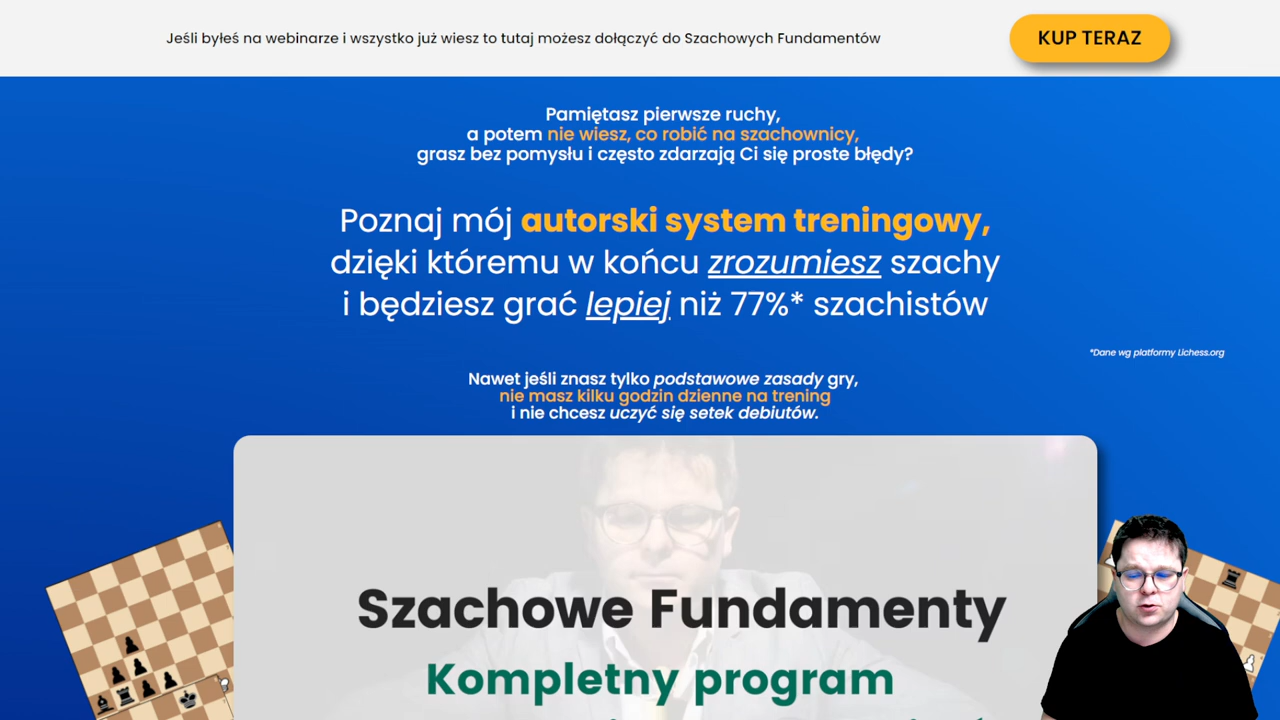 Jeśli byłeś na webinarze i wszystko już wiesz to tutaj możesz dołączyć do Szachowych Fundamentów
KUP TERAZ
Pamiętasz pierwsze ruchy,
a potem nie wiesz, co robić na szachownicy,
grasz bez pomysłu i często zdarzają Ci się proste błędy?
Poznaj mój autorski system treningowy,
dzięki któremu w końcu zrozumiesz szachy
i będziesz grać lepiej niż 77%* szachistów
*Dane wg platformy Lichess.org
Nawet jeśli znasz tylko podstawowe zasady gry,
nie masz kilku godzin dzienne na trening
i nie chcesz uczyć się setek debiutów.
Szachowe Fundamenty
Kompletny program